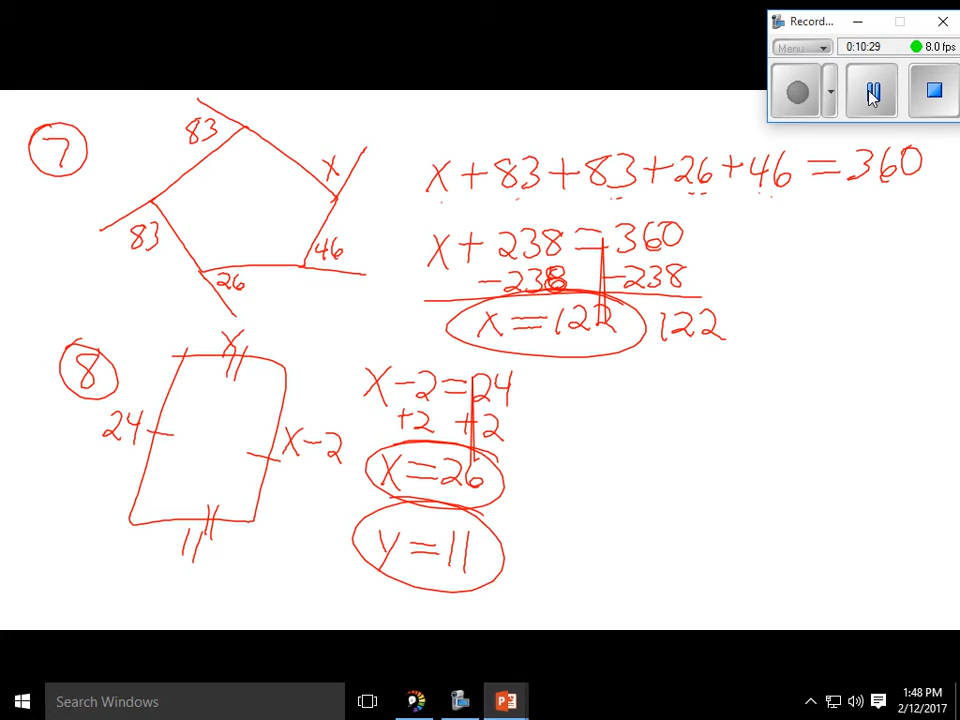 Record...
Menu
0:10:29
8.0 fps
7
83
x
83
46
26
x + 83 + 83 + 26 + 46 = 360
x + 238 = 360
-238 -238
x = 122 122
8
x
24
x-2
11
x-2 = 24
+2 +2
x = 26
y = 11
Search Windows
1:48 PM
2/12/2017